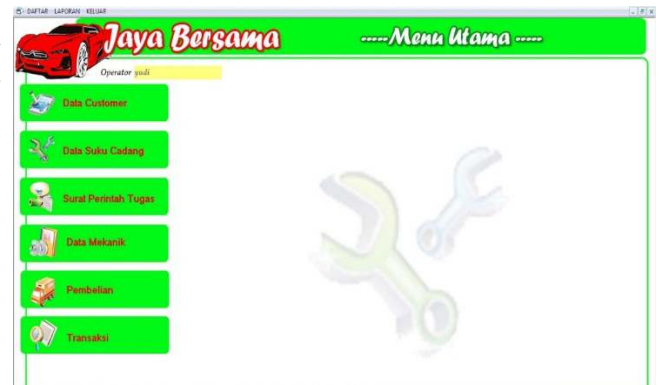 DAFTAR LAPORAN KELUAR
Jaya Bersama
-----Menu Utama -----
Operator yudi
Data Customer
Data Suku Cadang
Surat Perintah Tugas
Data Mekanik
Pembelian
Transaksi